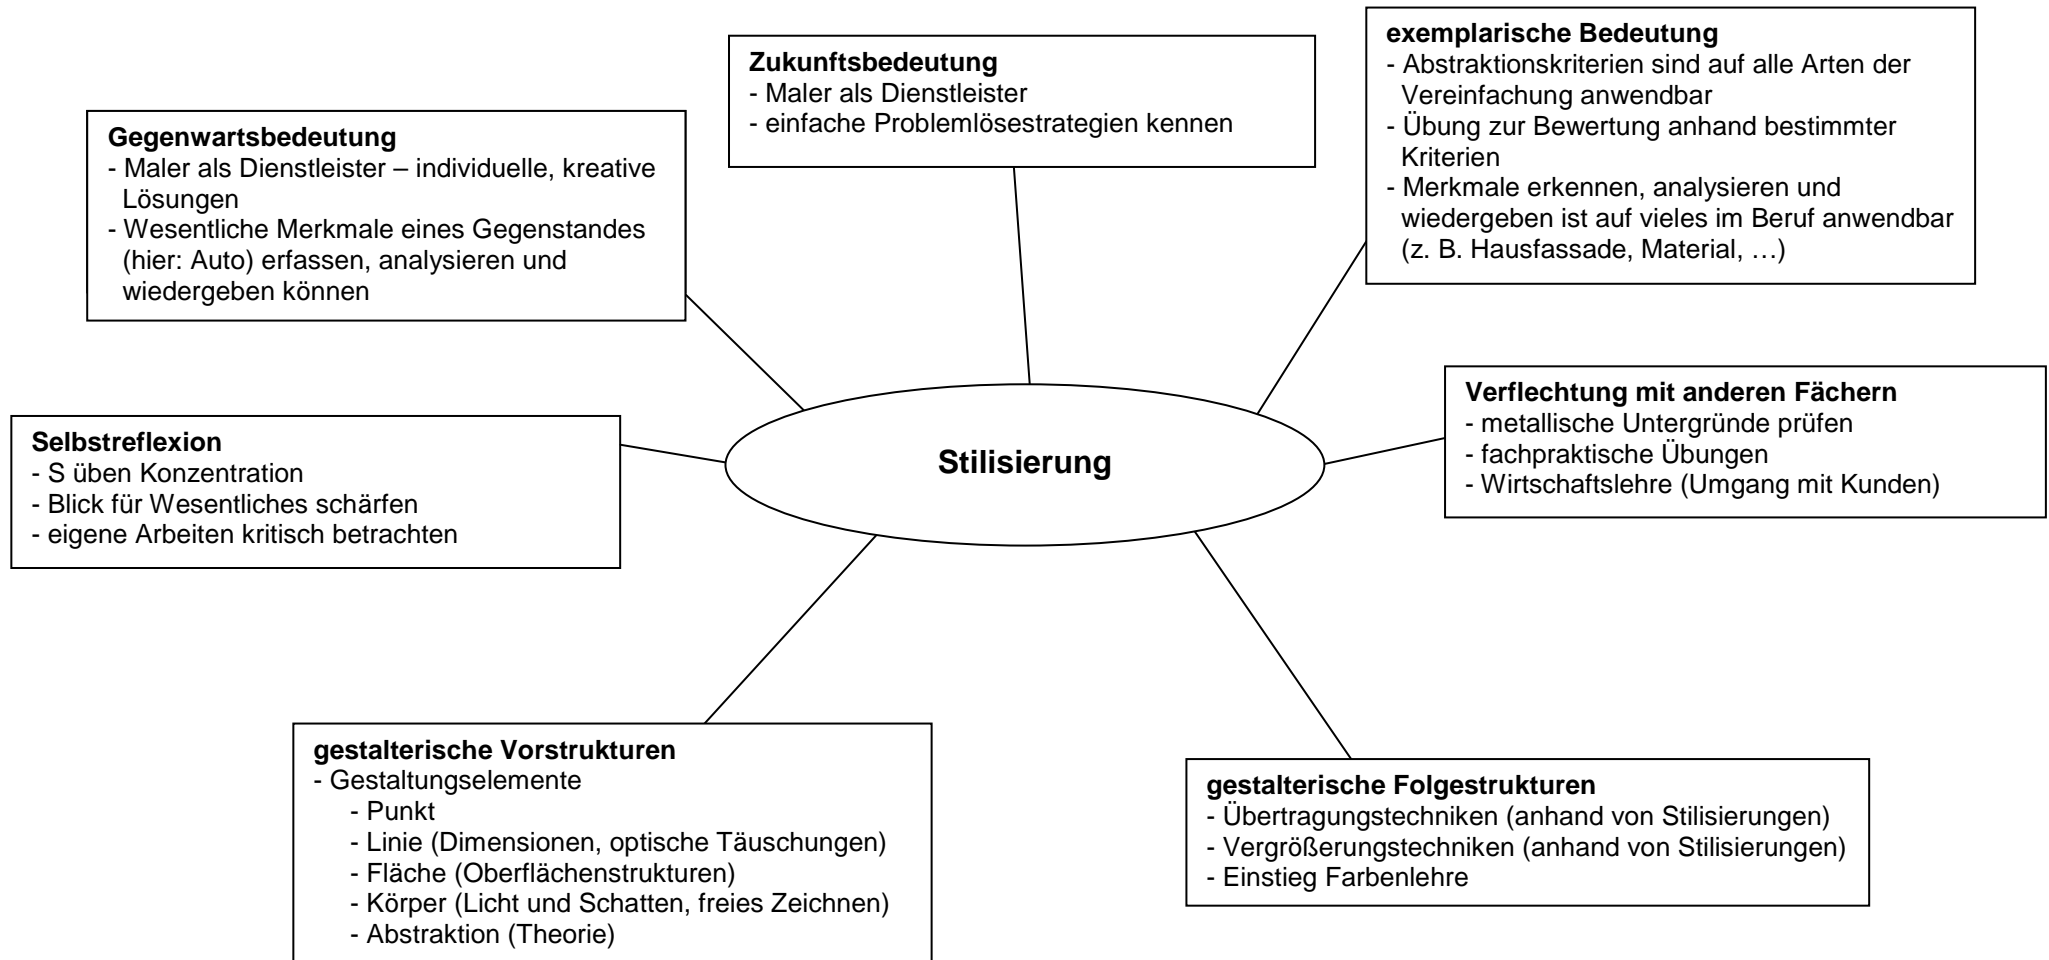 Gegenwartsbedeutung
- Maler als Dienstleister – individuelle, kreative
Lösungen
- Wesentliche Merkmale eines Gegenstandes
(hier: Auto) erfassen, analysieren und
wiedergeben können
Zukunftsbedeutung
- Maler als Dienstleister
- einfache Problemlösestrategien kennen
exemplarische Bedeutung
- Abstraktionskriterien sind auf alle Arten der
Vereinfachung anwendbar
- Übung zur Bewertung anhand bestimmter
Kriterien
- Merkmale erkennen, analysieren und
wiedergeben ist auf vieles im Beruf anwendbar
(z. B. Hausfassade, Material, …)
Selbstreflexion
- S üben Konzentration
- Blick für Wesentliches schärfen
- eigene Arbeiten kritisch betrachten
Stilisierung
Verflechtung mit anderen Fächern
- metallische Untergründe prüfen
- fachpraktische Übungen
- Wirtschaftslehre (Umgang mit Kunden)
gestalterische Vorstrukturen
- Gestaltungselemente
- Punkt
- Linie (Dimensionen, optische Täuschungen)
- Fläche (Oberflächenstrukturen)
- Körper (Licht und Schatten, freies Zeichnen)
- Abstraktion (Theorie)
gestalterische Folgestrukturen
- Übertragungstechniken (anhand von Stilisierungen)
- Vergrößerungstechniken (anhand von Stilisierungen)
- Einstieg Farbenlehre